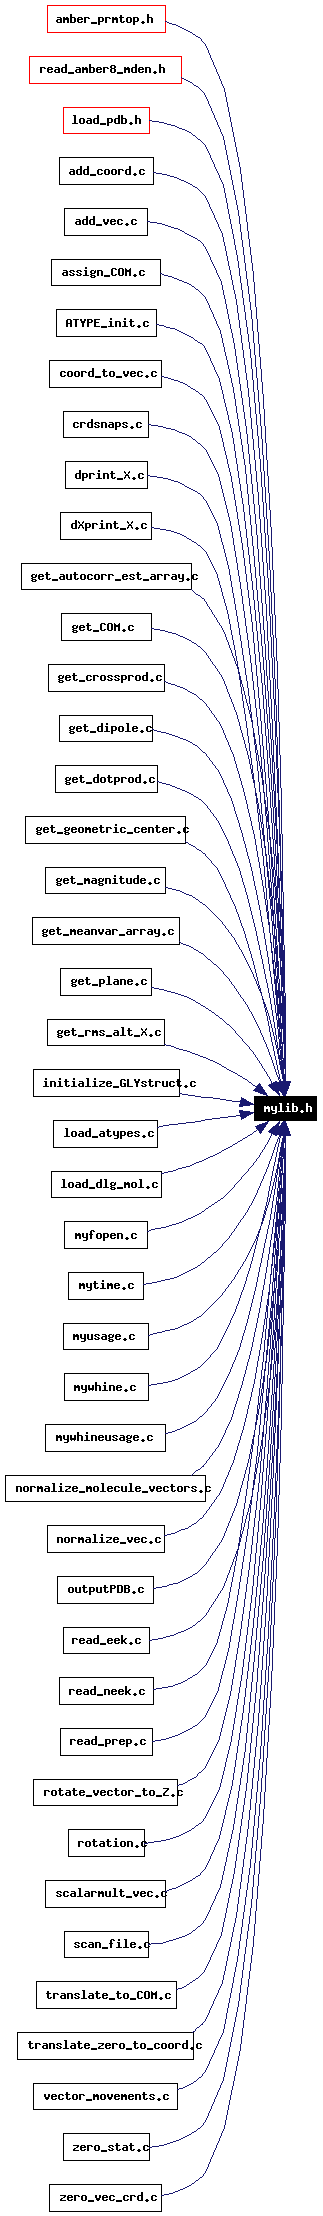 amber_prmtop.h
read_amber8_mden.h
load_pdb.h
add_coord.c
add_vec.c
assign_COM.c
ATYPE_init.c
coord_to_vec.c
crdsnaps.c
dprint_X.c
dXprint_X.c
get_autocorr_est_array.c
get_COM.c
get_crossprod.c
get_dipole.c
get_dotprod.c
get_geometric_center.c
get_magnitude.c
get_meanvar_array.c
get_plane.c
get_rms_alt_X.c
initialize_GLYstruct.c
mylib.h
load_atypes.c
load_dlg_mol.c
myfopen.c
mytime.c
myusage.c
mywhine.c
mywhineusage.c
normalize_molecule_vectors.c
normalize_vec.c
outputPDB.c
read_eek.c
read_neek.c
read_prep.c
rotate_vector_to_Z.c
rotation.c
scalarmult_vec.c
scan_file.c
translate_to_COM.c
translate_zero_to_coord.c
vector_movements.c
zero_stat.c
zero_vec_crd.c